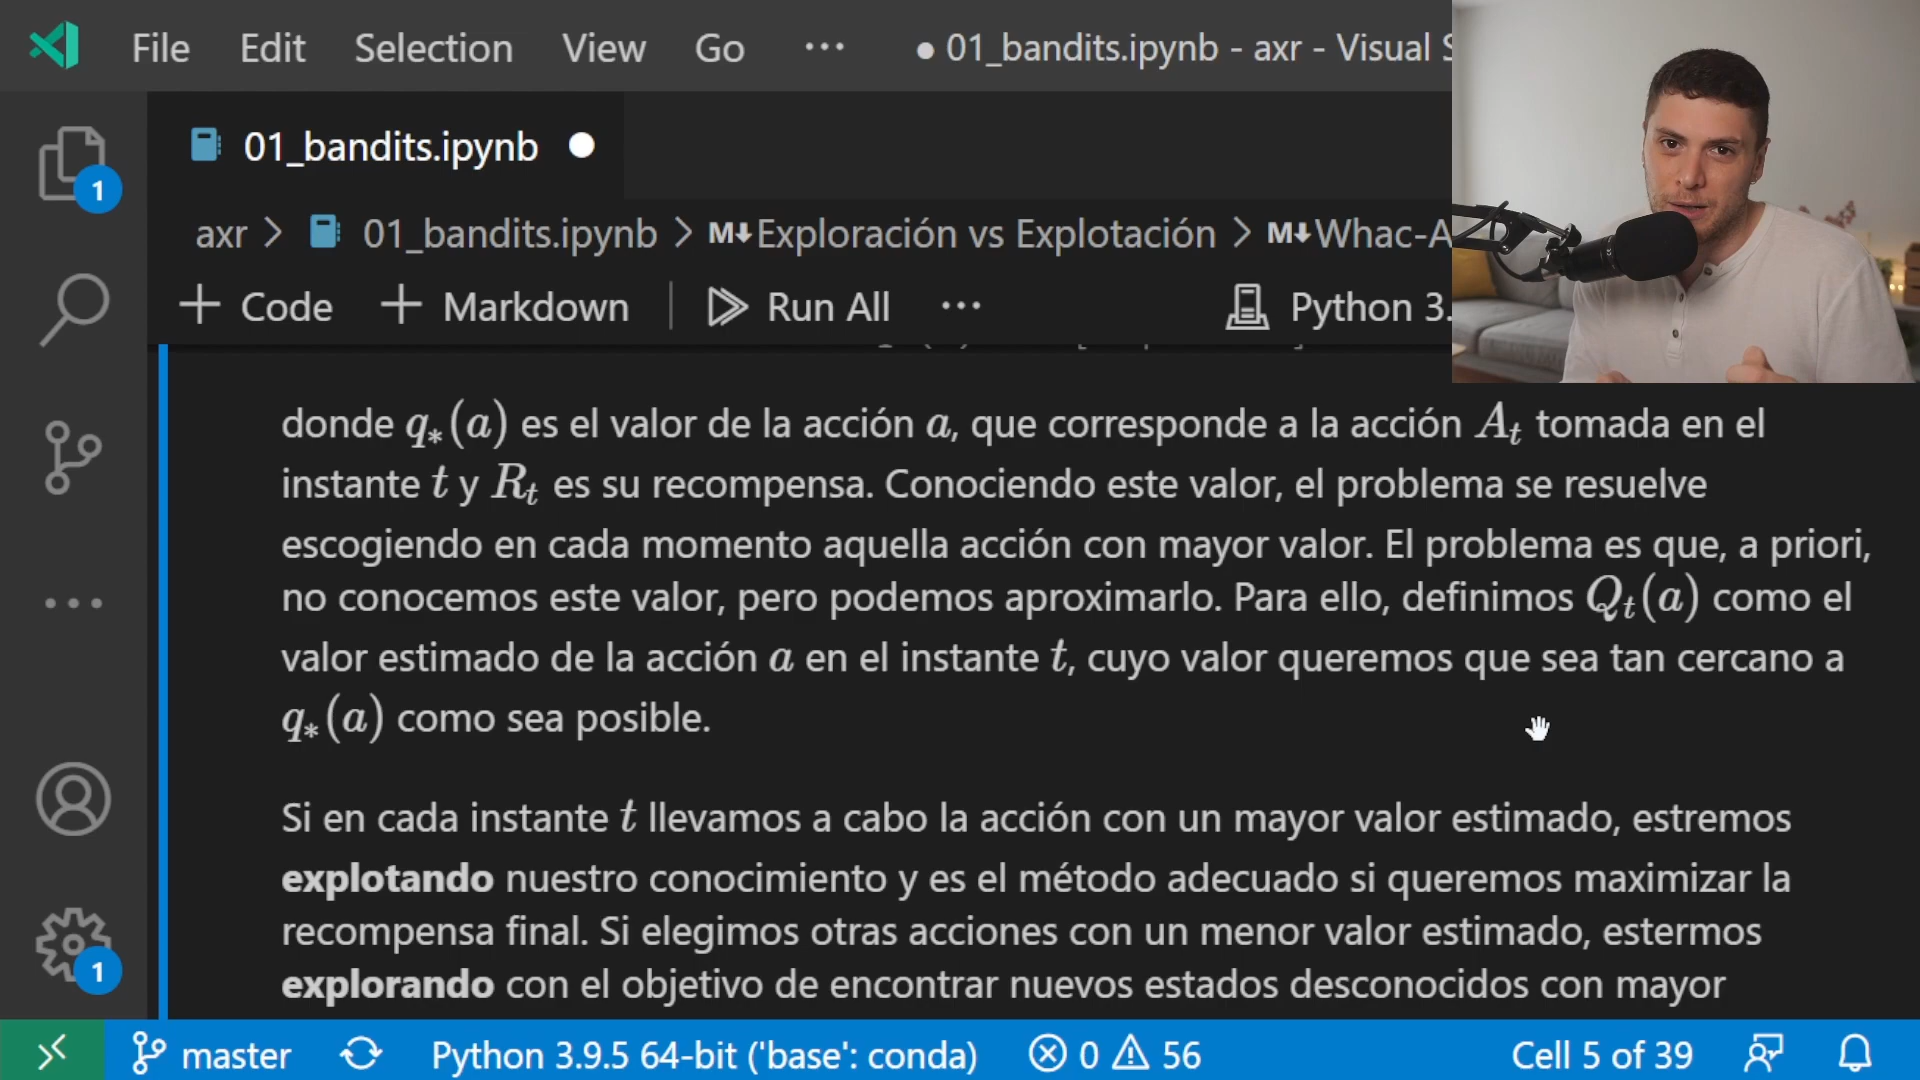 File Edit Selection View Go ··· ● 01_bandits.ipynb - axr - Visual S
01_bandits.ipynb ●
1
axr > 01_bandits.ipynb > M↓Exploración vs Explotación > M↓Whac-A
+ Code + Markdown | Run All ··· Python 3.
donde q∗(a) es el valor de la acción a, que corresponde a la acción Aₜ tomada en el
instante t y Rₜ es su recompensa. Conociendo este valor, el problema se resuelve
escogiendo en cada momento aquella acción con mayor valor. El problema es que, a priori,
no conocemos este valor, pero podemos aproximarlo. Para ello, definimos Qₜ(a) como el
valor estimado de la acción a en el instante t, cuyo valor queremos que sea tan cercano a
q∗(a) como sea posible.
Si en cada instante t llevamos a cabo la acción con un mayor valor estimado, estremos
explotando nuestro conocimiento y es el método adecuado si queremos maximizar la
recompensa final. Si elegimos otras acciones con un menor valor estimado, estermos
explorando con el objetivo de encontrar nuevos estados desconocidos con mayor
1
master Python 3.9.5 64-bit ('base': conda) 0 56 Cell 5 of 39